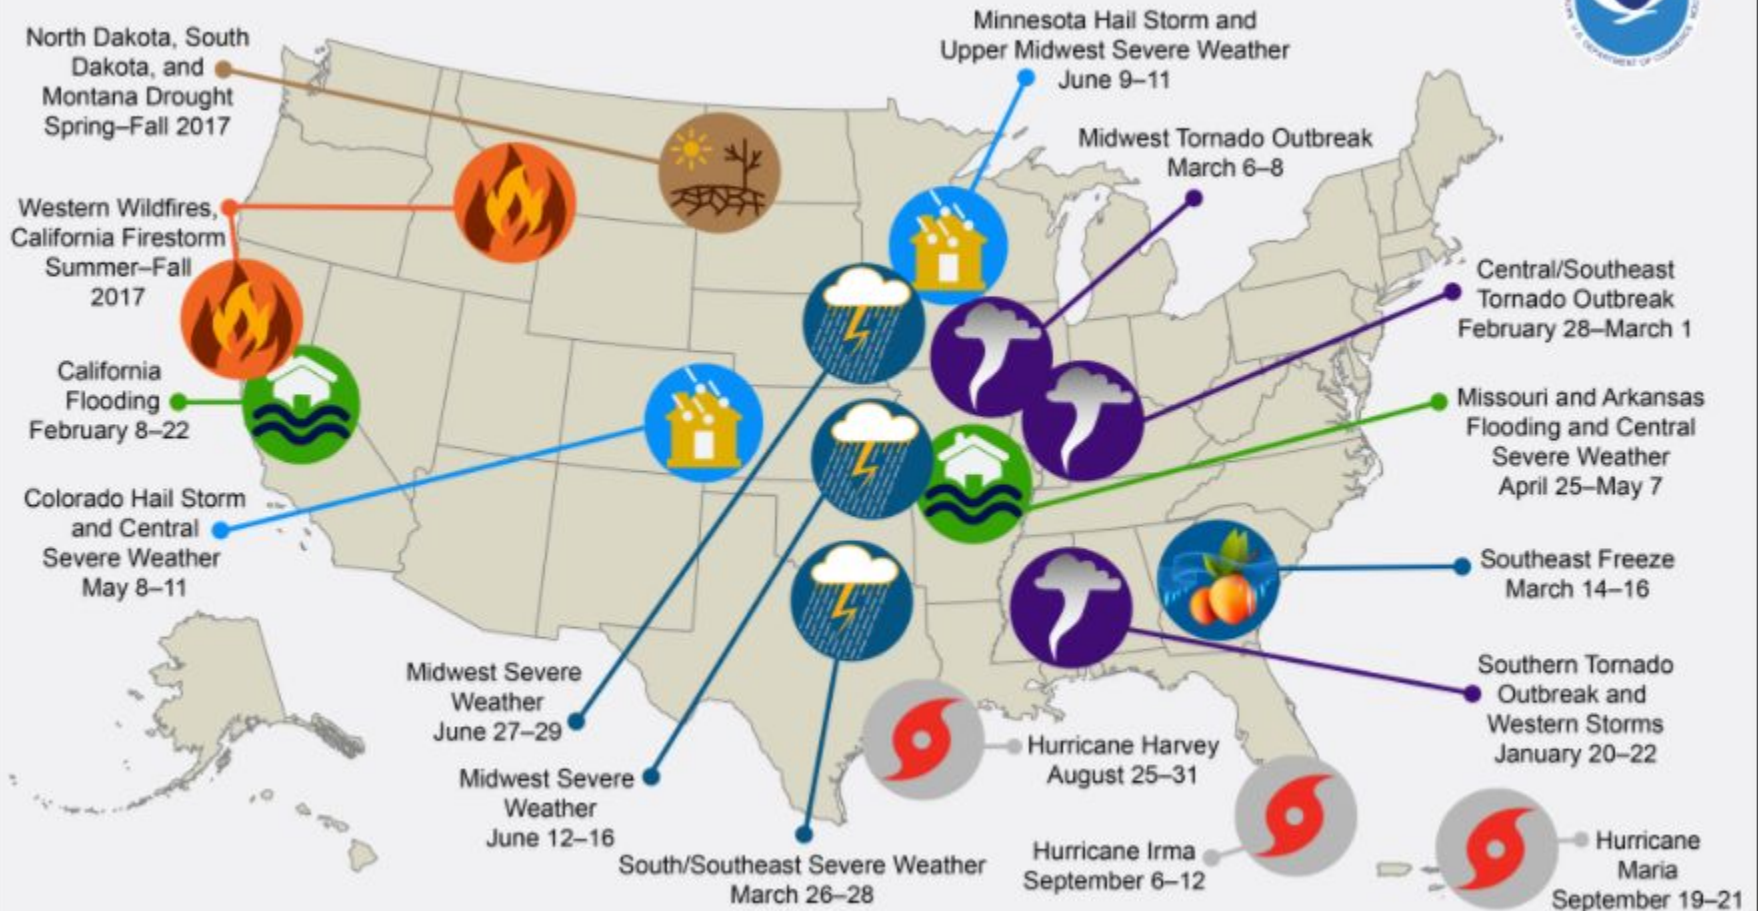 North Dakota, South
Dakota, and
Montana Drought
Spring–Fall 2017
Western Wildfires,
California Firestorm
Summer–Fall
2017
California
Flooding
February 8–22
Colorado Hail Storm
and Central
Severe Weather
May 8–11
Minnesota Hail Storm and
Upper Midwest Severe Weather
June 9–11
Midwest Tornado Outbreak
March 6–8
Central/Southeast
Tornado Outbreak
February 28–March 1
Missouri and Arkansas
Flooding and Central
Severe Weather
April 25–May 7
Southeast Freeze
March 14–16
Southern Tornado
Outbreak and
Western Storms
January 20–22
Midwest Severe
Weather
June 27–29
Midwest Severe
Weather
June 12–16
South/Southeast Severe Weather
March 26–28
Hurricane Harvey
August 25–31
Hurricane Irma
September 6–12
Hurricane
Maria
September 19–21
U.S. DEPARTMENT OF COMMERCE